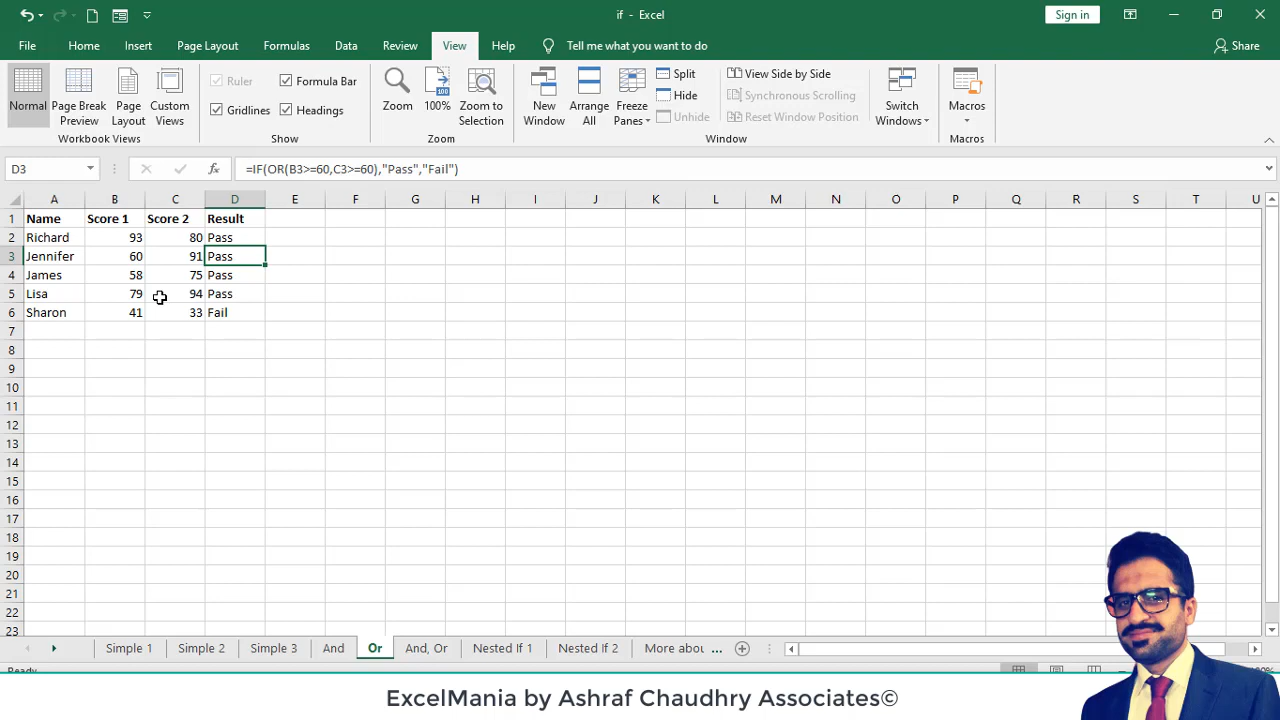 if - Excel
Sign in
File Home Insert Page Layout Formulas Data Review View Help Tell me what you want to do Share
Normal
Page Break Preview
Page Layout
Custom Views
Workbook Views
Ruler
Formula Bar
Gridlines
Headings
Show
Zoom
100%
Zoom to Selection
Zoom
New Window
Arrange All
Freeze Panes
Split
Hide
Unhide
View Side by Side
Synchronous Scrolling
Reset Window Position
Window
Switch Windows
Macros
Macros
D3 fx =IF(OR(B3>=60,C3>=60),"Pass","Fail")
A B C D E F G H I J K L M N O P Q R S T U
1 Name Score 1 Score 2 Result
2 Richard 93 80 Pass
3 Jennifer 60 91 Pass
4 James 58 75 Pass
5 Lisa 79 94 Pass
6 Sharon 41 33 Fail
7
8
9
10
11
12
13
14
15
16
17
18
19
20
21
22
23
Simple 1 Simple 2 Simple 3 And Or And Or Nested If 1 Nested If 2 More abou ...
ExcelMania by Ashraf Chaudhry Associates©